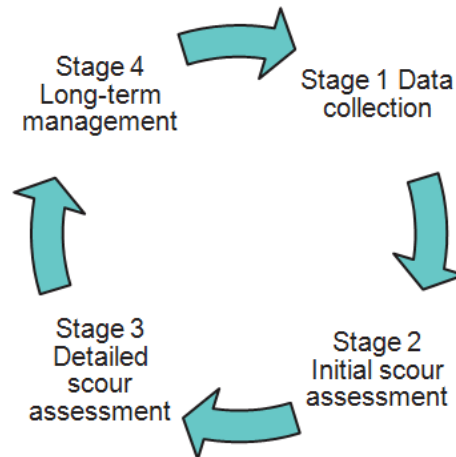 Stage 4
Long-term
management
Stage 1 Data
collection
Stage 2
Initial scour
assessment
Stage 3
Detailed
scour
assessment